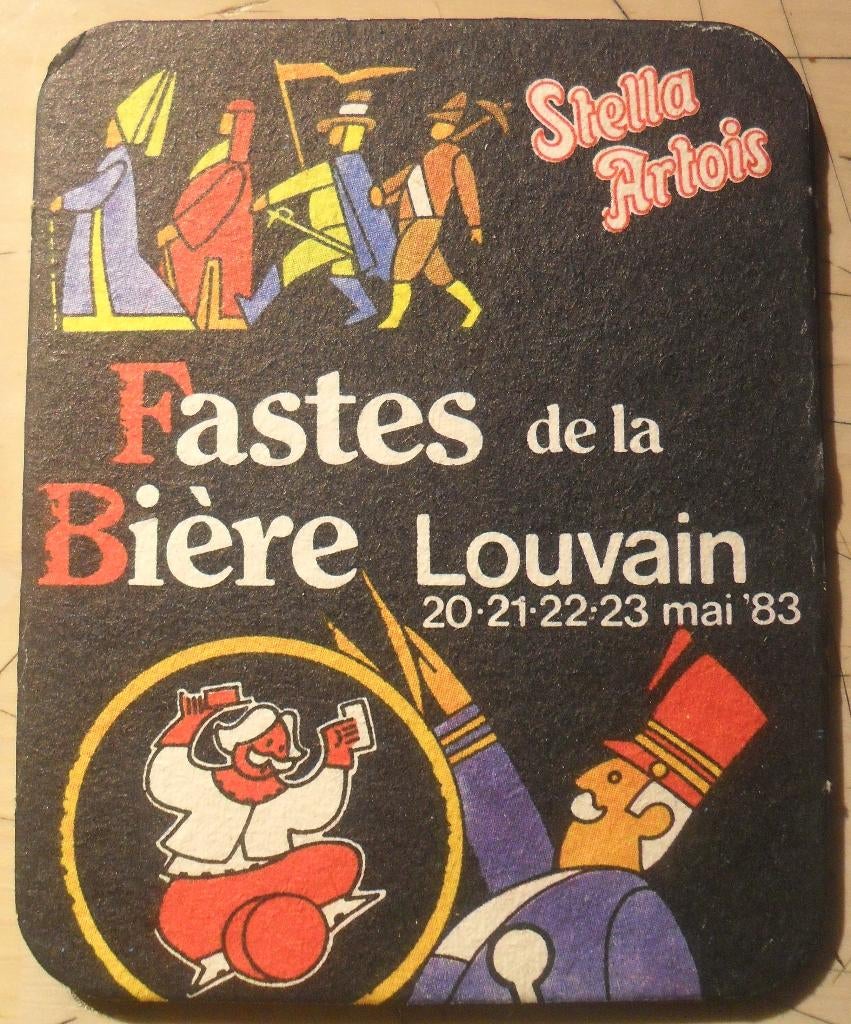 Stella
Artois
Fastes de la
Bière Louvain
20·21·22·23 mai '83